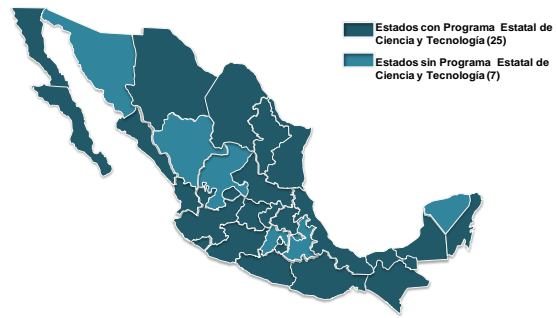 Estados con Programa Estatal de
Ciencia y Tecnología (25)
Estados sin Programa Estatal de
Ciencia y Tecnología (7)